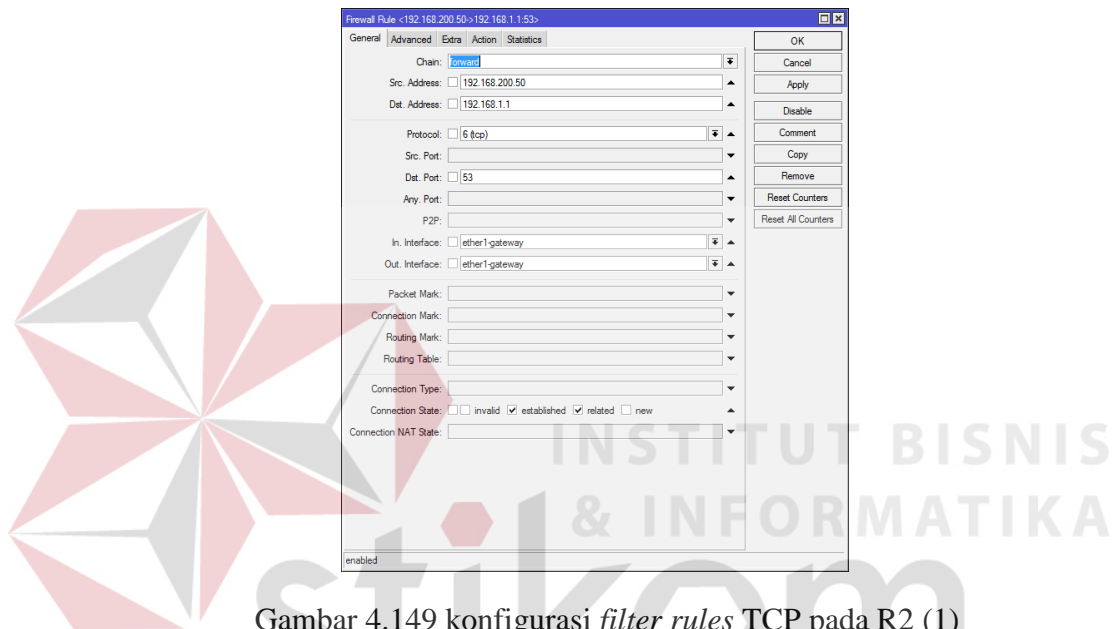 Firewall Rule <192.168.200.50->192.168.1.1:53>
General Advanced Extra Action Statistics
Chain: forward
Src. Address: 192.168.200.50
Dst. Address: 192.168.1.1
Protocol: 6 (tcp)
Src. Port:
Dst. Port: 53
Any. Port:
P2P:
In. Interface: ether1-gateway
Out. Interface: ether1-gateway
Packet Mark:
Connection Mark:
Routing Mark:
Routing Table:
Connection Type:
Connection State: invalid established related new
Connection NAT State:
enabled
OK
Cancel
Apply
Disable
Comment
Copy
Remove
Reset Counters
Reset All Counters
INSTITUT BISNIS
& INFORMATIKA
stikom
Gambar 4.149 konfigurasi filter rules TCP pada R2 (1)